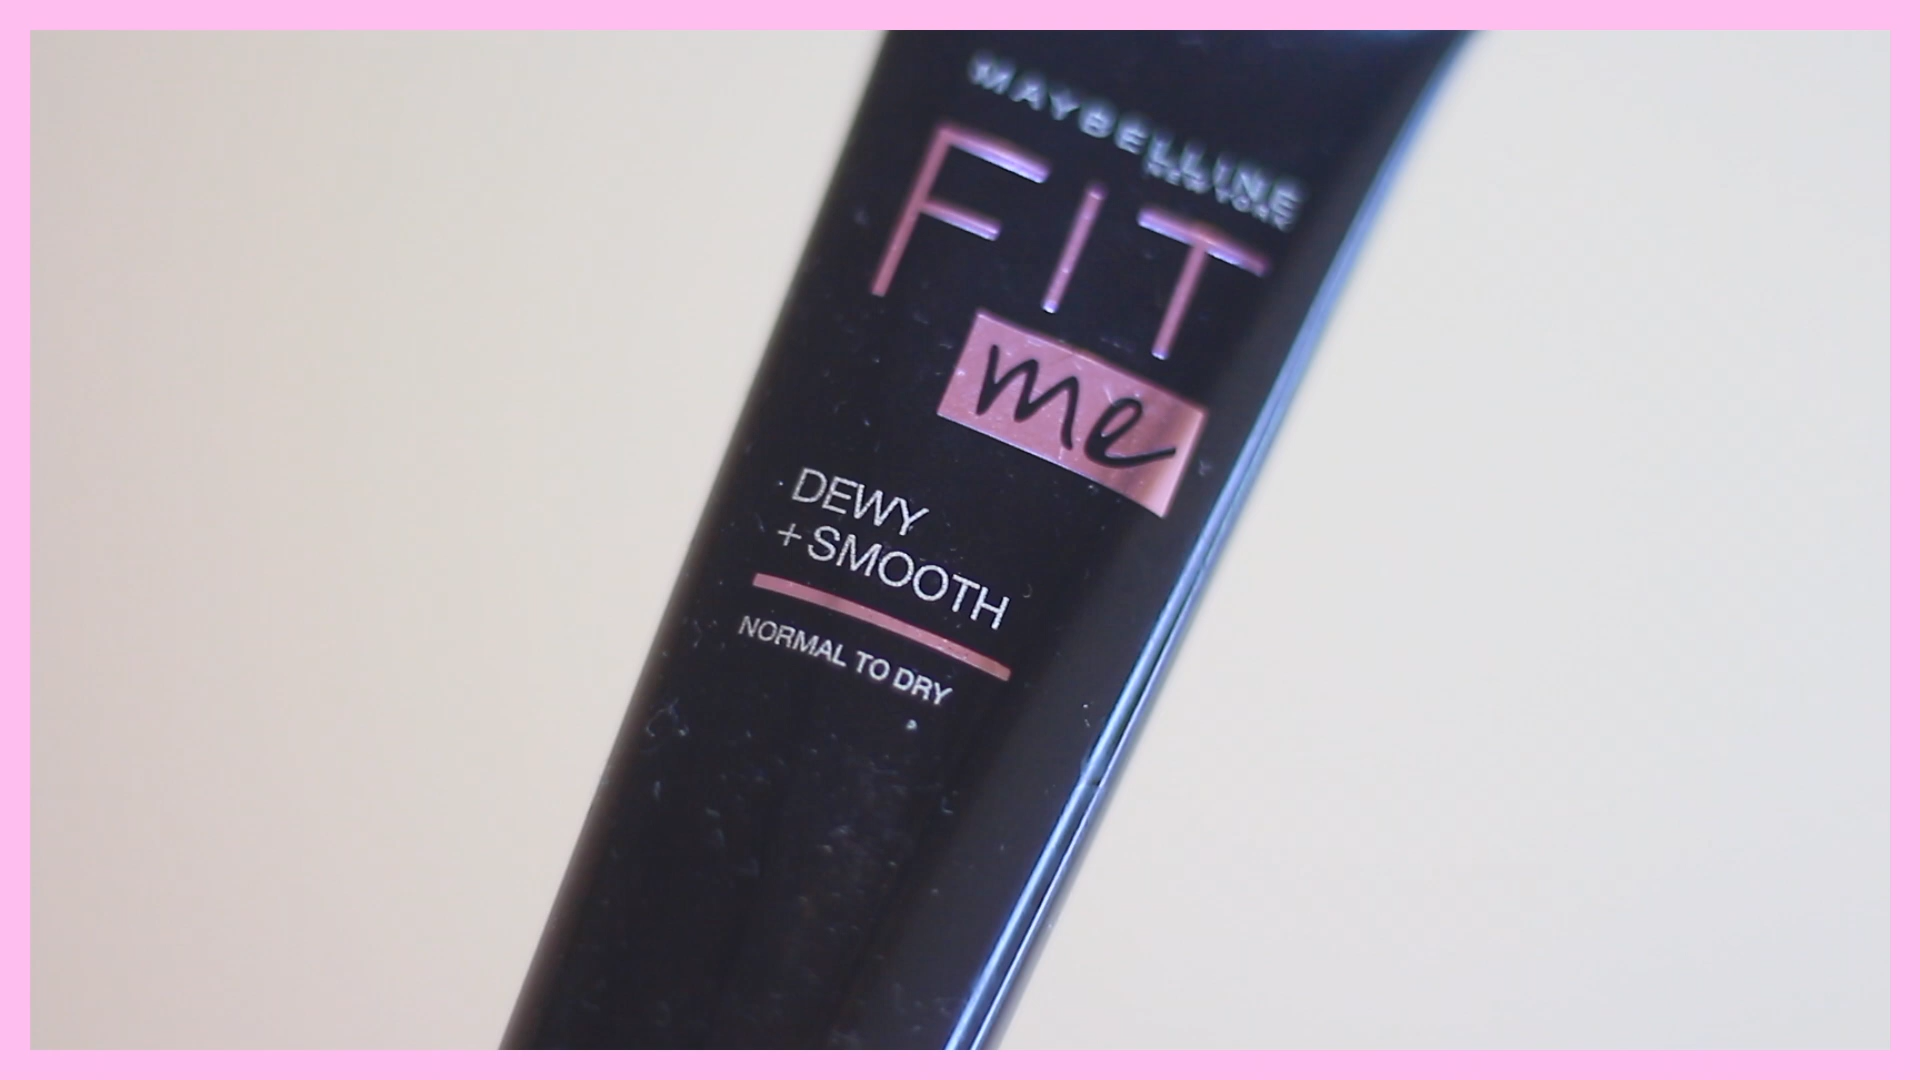 MAYBELLINE
NEW YORK
FIT
me
DEWY
+SMOOTH
NORMAL TO DRY